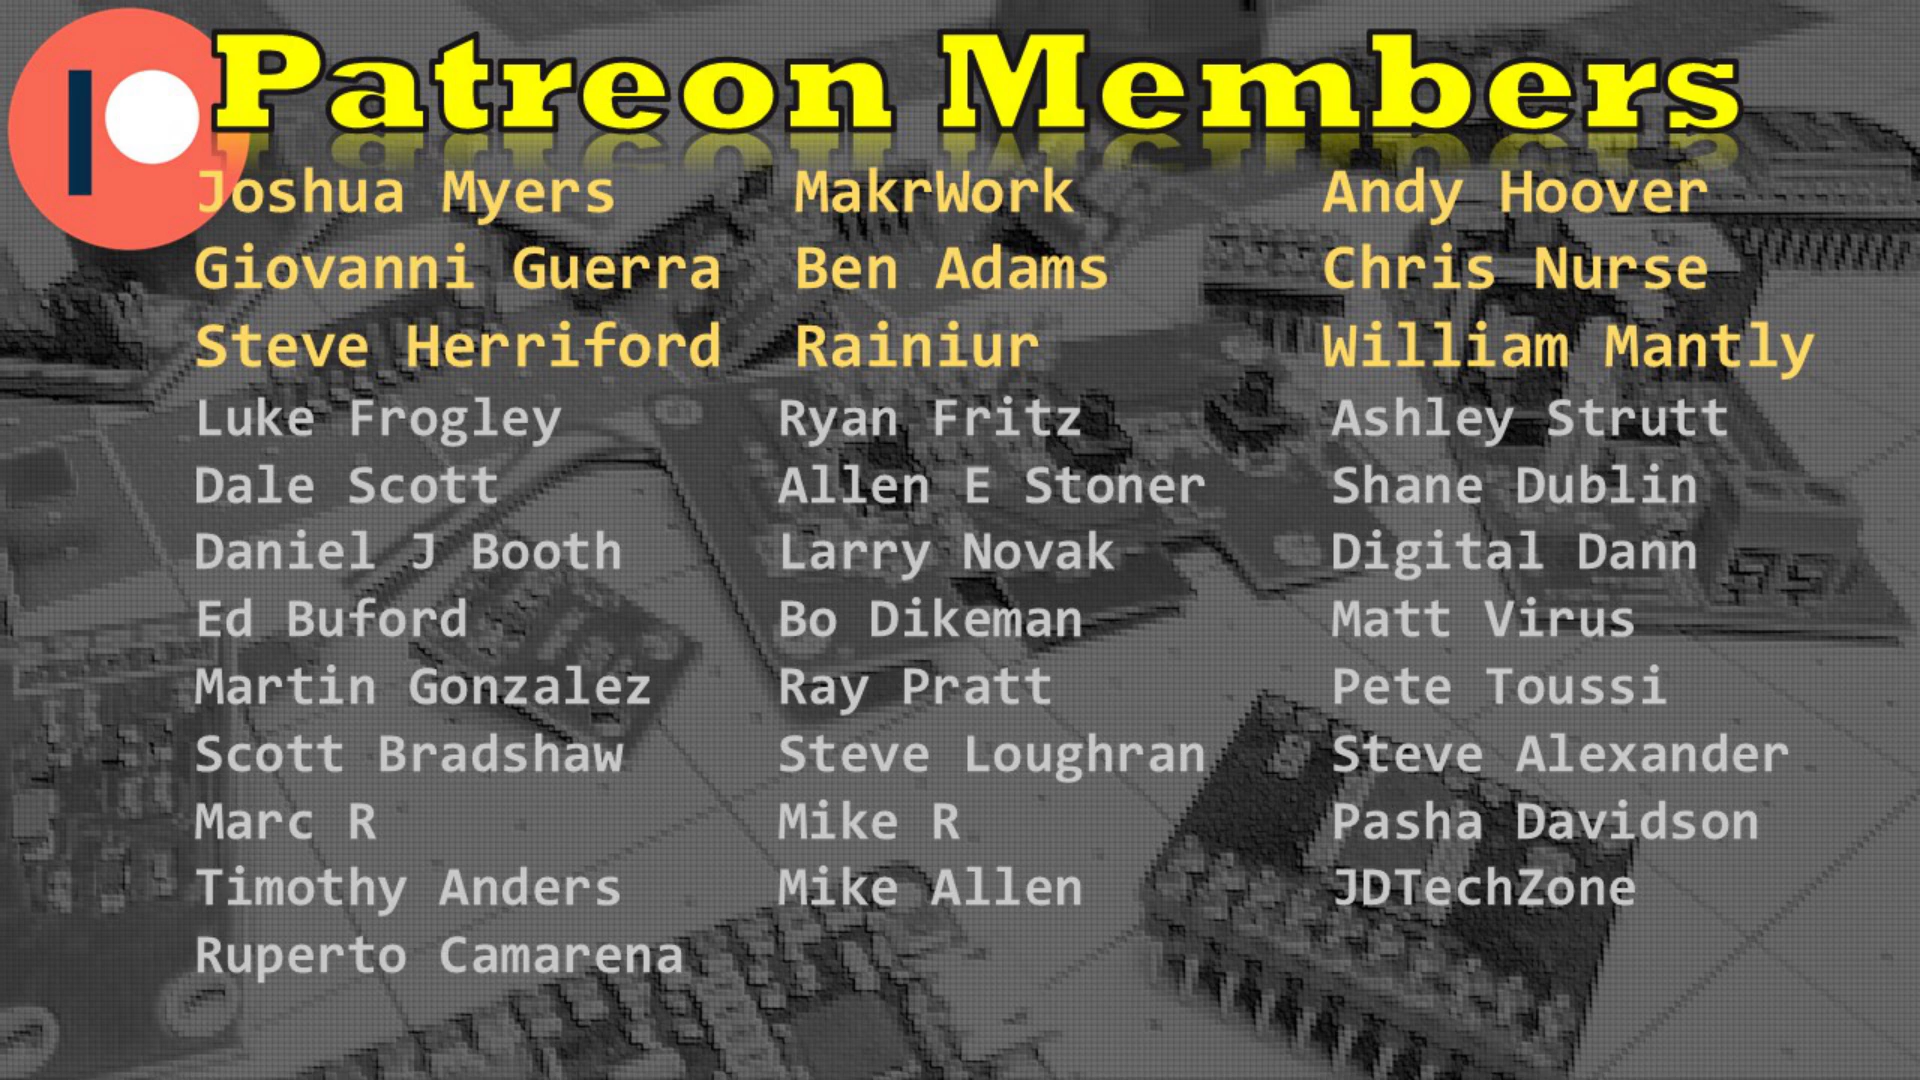 Patreon Members
Joshua Myers MakrWork Andy Hoover
Giovanni Guerra Ben Adams Chris Nurse
Steve Herriford Rainiur William Mantly
Luke Frogley Ryan Fritz Ashley Strutt
Dale Scott Allen E Stoner Shane Dublin
Daniel J Booth Larry Novak Digital Dann
Ed Buford Bo Dikeman Matt Virus
Martin Gonzalez Ray Pratt Pete Toussi
Scott Bradshaw Steve Loughran Steve Alexander
Marc R Mike R Pasha Davidson
Timothy Anders Mike Allen JDTechZone
Ruperto Camarena